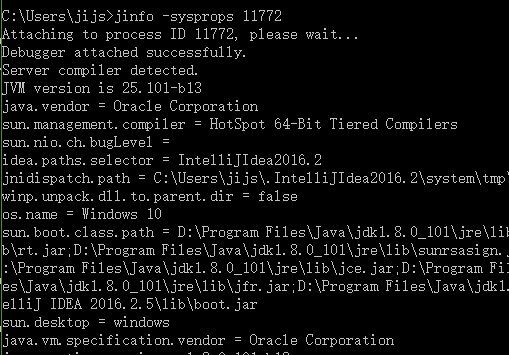 C:\Users\jijs>jinfo -sysprops 11772
Attaching to process ID 11772, please wait...
Debugger attached successfully.
Server compiler detected.
JVM version is 25.101-b13
java.vendor = Oracle Corporation
sun.management.compiler = HotSpot 64-Bit Tiered Compilers
sun.nio.ch.bugLevel =
idea.paths.selector = IntelliJIdea2016.2
jnidispatch.path = C:\Users\jijs\.IntelliJIdea2016.2\system\tmp\
winp.unpack.dll.to.parent.dir = false
os.name = Windows 10
sun.boot.class.path = D:\Program Files\Java\jdk1.8.0_101\jre\lib
b\rt.jar;D:\Program Files\Java\jdk1.8.0_101\jre\lib\sunrsasign.j
:\Program Files\Java\jdk1.8.0_101\jre\lib\jce.jar;D:\Program Fil
es\Java\jdk1.8.0_101\jre\lib\jfr.jar;D:\Program Files\Java\jdk1.
elliJ IDEA 2016.2.5\lib\boot.jar
sun.desktop = windows
java.vm.specification.vendor = Oracle Corporation